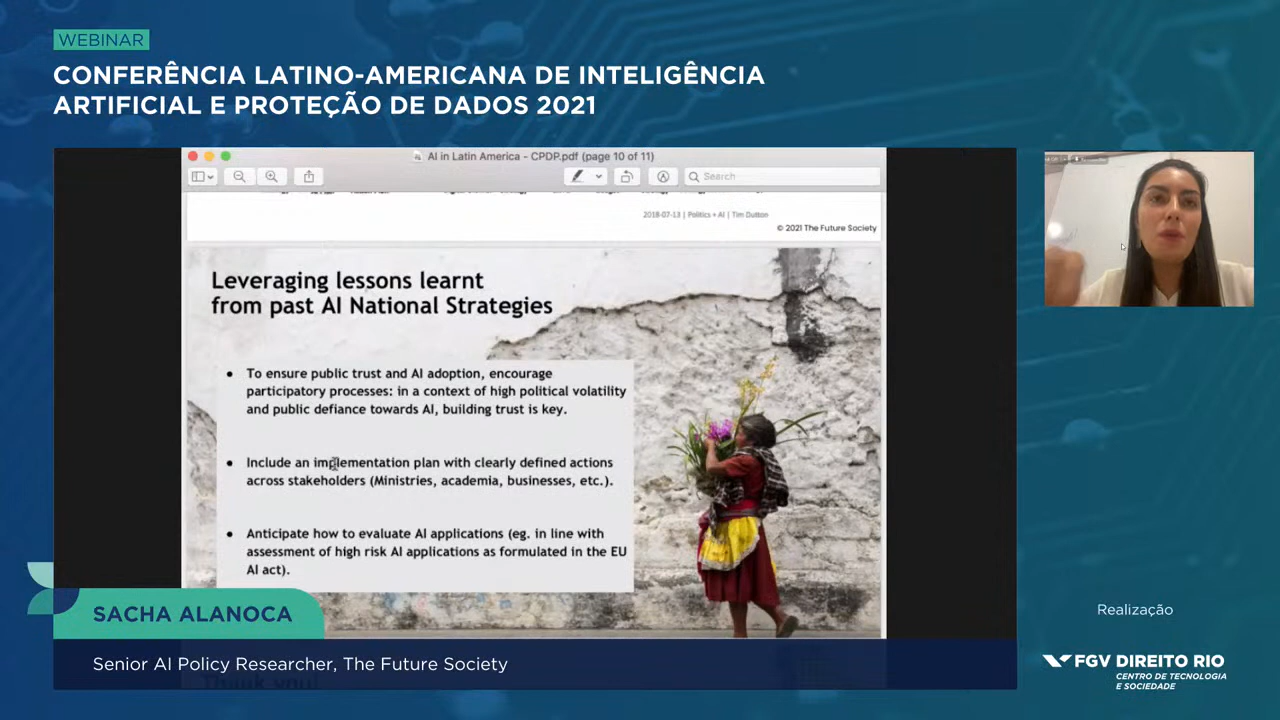 WEBINAR
CONFERÊNCIA LATINO-AMERICANA DE INTELIGÊNCIA
ARTIFICIAL E PROTEÇÃO DE DADOS 2021
AI in Latin America - CPDP.pdf (page 10 of 11)
Search
2018-07-13 | Politics + AI | Tim Dutton
© 2021 The Future Society
Leveraging lessons learnt
from past AI National Strategies
• To ensure public trust and AI adoption, encourage
participatory processes: in a context of high political volatility
and public defiance towards AI, building trust is key.
• Include an implementation plan with clearly defined actions
across stakeholders (Ministries, academia, businesses, etc.).
• Anticipate how to evaluate AI applications (eg. in line with
assessment of high risk AI applications as formulated in the EU
AI act).
SACHA ALANOCA
Senior AI Policy Researcher, The Future Society
Thank you!
Realização
FGV DIREITO RIO
CENTRO DE TECNOLOGIA
E SOCIEDADE